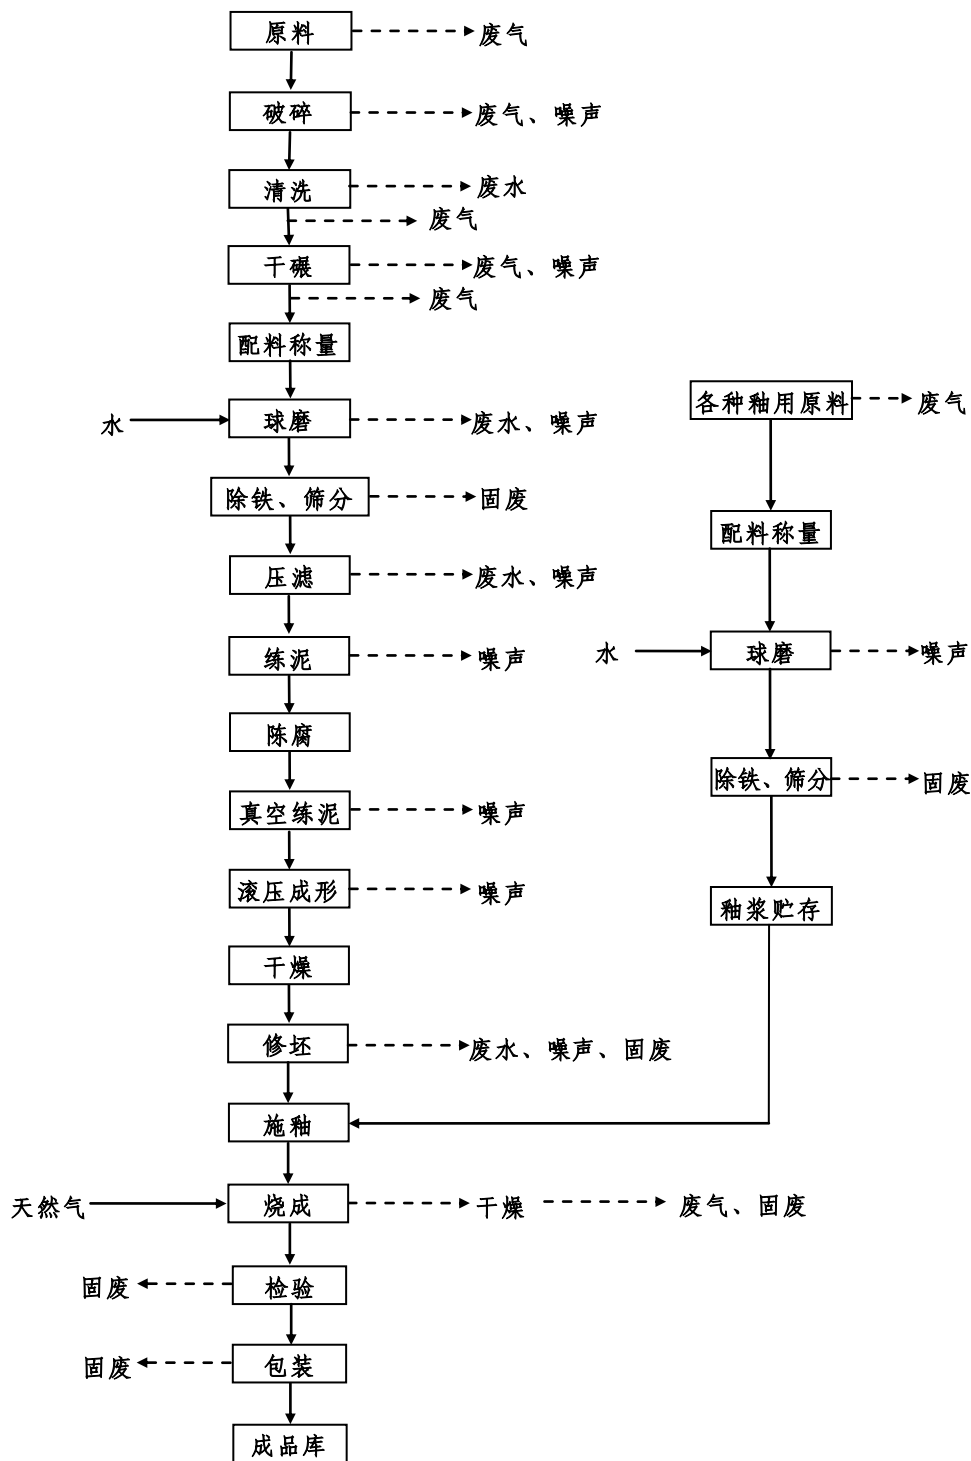 原料
废气
破碎
废气、噪声
清洗
废水
废气
干碾
废气、噪声
废气
配料称量
水
球磨
废水、噪声
除铁、筛分
固废
压滤
废水、噪声
练泥
噪声
陈腐
真空练泥
噪声
滚压成形
噪声
干燥
修坯
废水、噪声、固废
各种釉用原料
废气
配料称量
水
球磨
噪声
除铁、筛分
固废
釉浆贮存
施釉
天然气
烧成
干燥
废气、固废
固废
检验
固废
包装
成品库